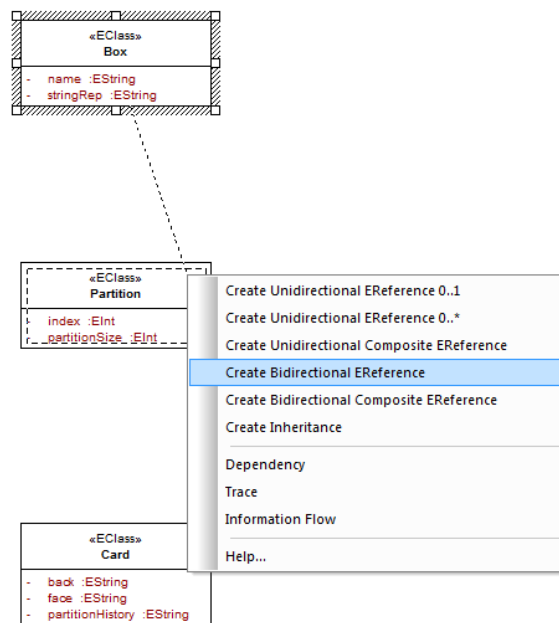 «EClass»
Box
- name :EString
- stringRep :EString
«EClass»
Partition
- index :EInt
partitionSize :EInt
Create Unidirectional EReference 0..1
Create Unidirectional EReference 0..*
Create Unidirectional Composite EReference
Create Bidirectional EReference
Create Bidirectional Composite EReference
Create Inheritance
Dependency
Trace
Information Flow
Help...
«EClass»
Card
- back :EString
- face :EString
- partitionHistory :EString